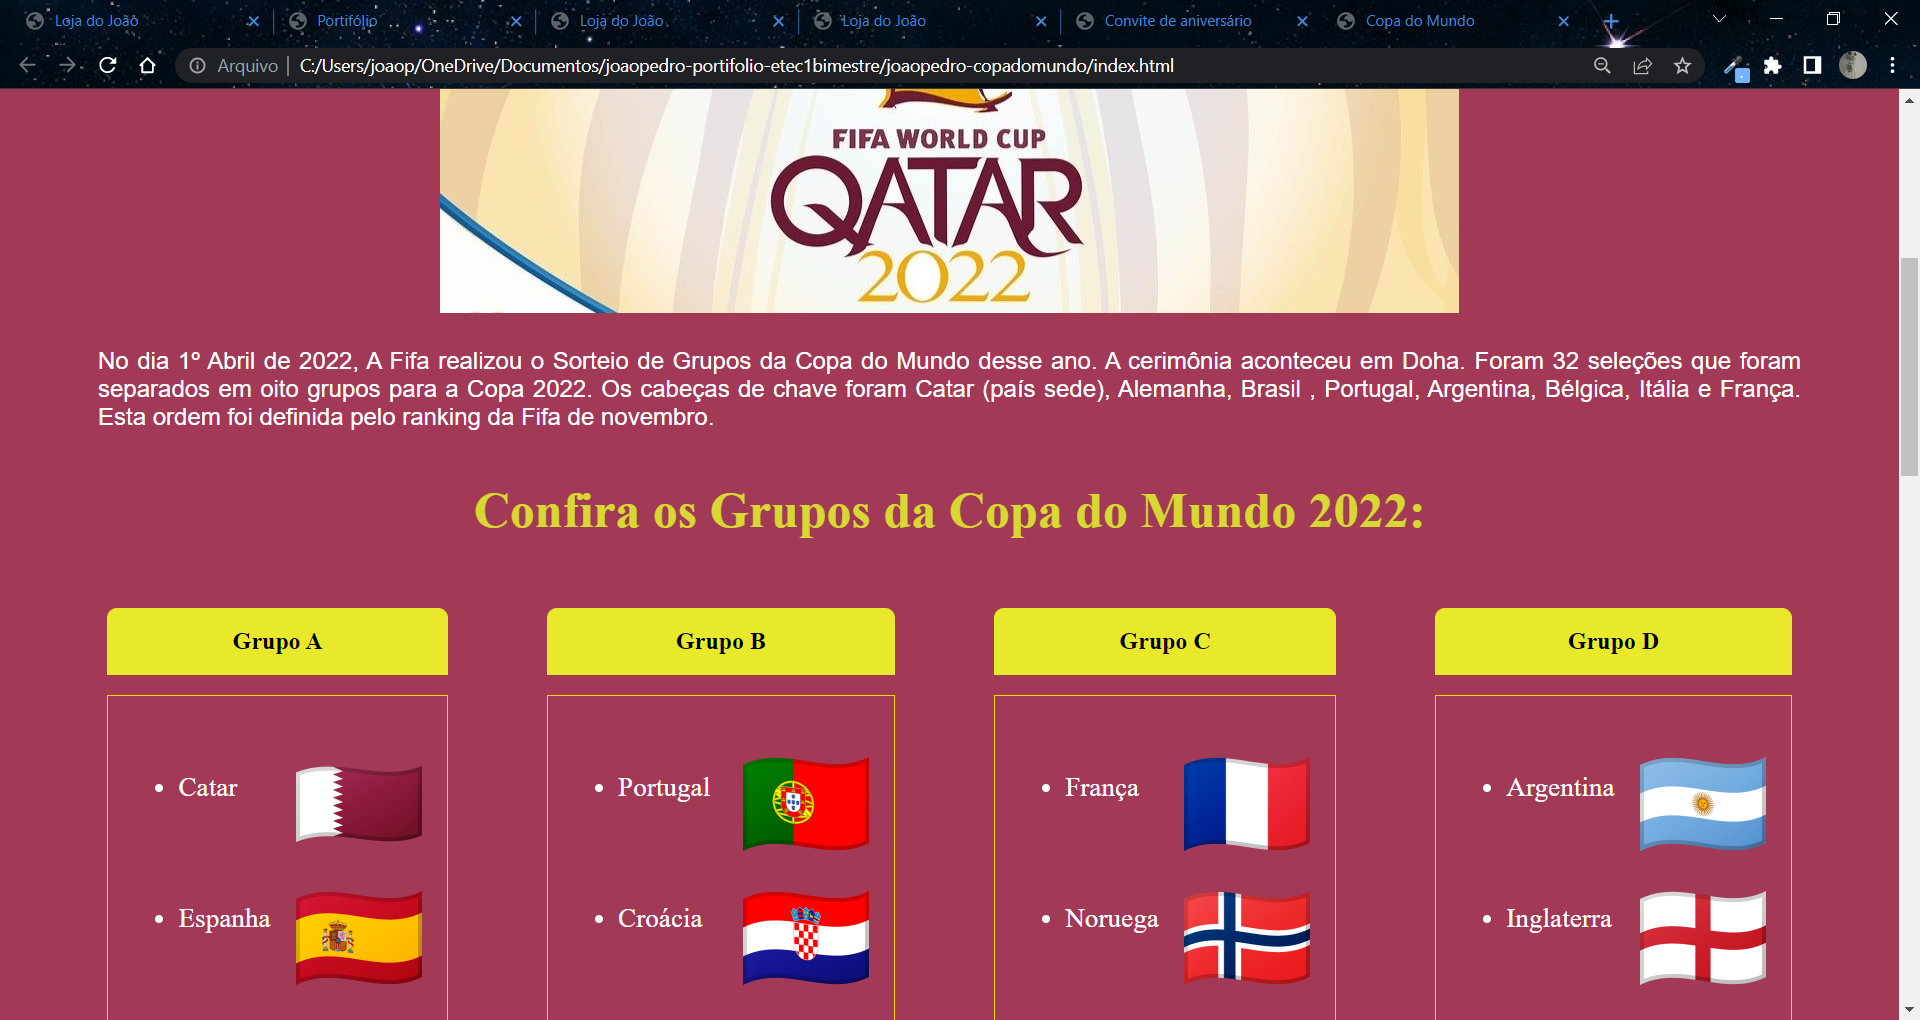 Loja do João
Portifólio
Loja do João
Loja do João
Convite de aniversário
Copa do Mundo
Arquivo | C:/Users/joaop/OneDrive/Documentos/joaopedro-portifolio-etec1bimestre/joaopedro-copadomundo/index.html
FIFA WORLD CUP
QATAR
2022
No dia 1º Abril de 2022, A Fifa realizou o Sorteio de Grupos da Copa do Mundo desse ano. A cerimônia aconteceu em Doha. Foram 32 seleções que foram
separados em oito grupos para a Copa 2022. Os cabeças de chave foram Catar (país sede), Alemanha, Brasil , Portugal, Argentina, Bélgica, Itália e França.
Esta ordem foi definida pelo ranking da Fifa de novembro.
Confira os Grupos da Copa do Mundo 2022:
Grupo A
Grupo B
Grupo C
Grupo D
Catar
Portugal
França
Argentina
Espanha
Croácia
Noruega
Inglaterra